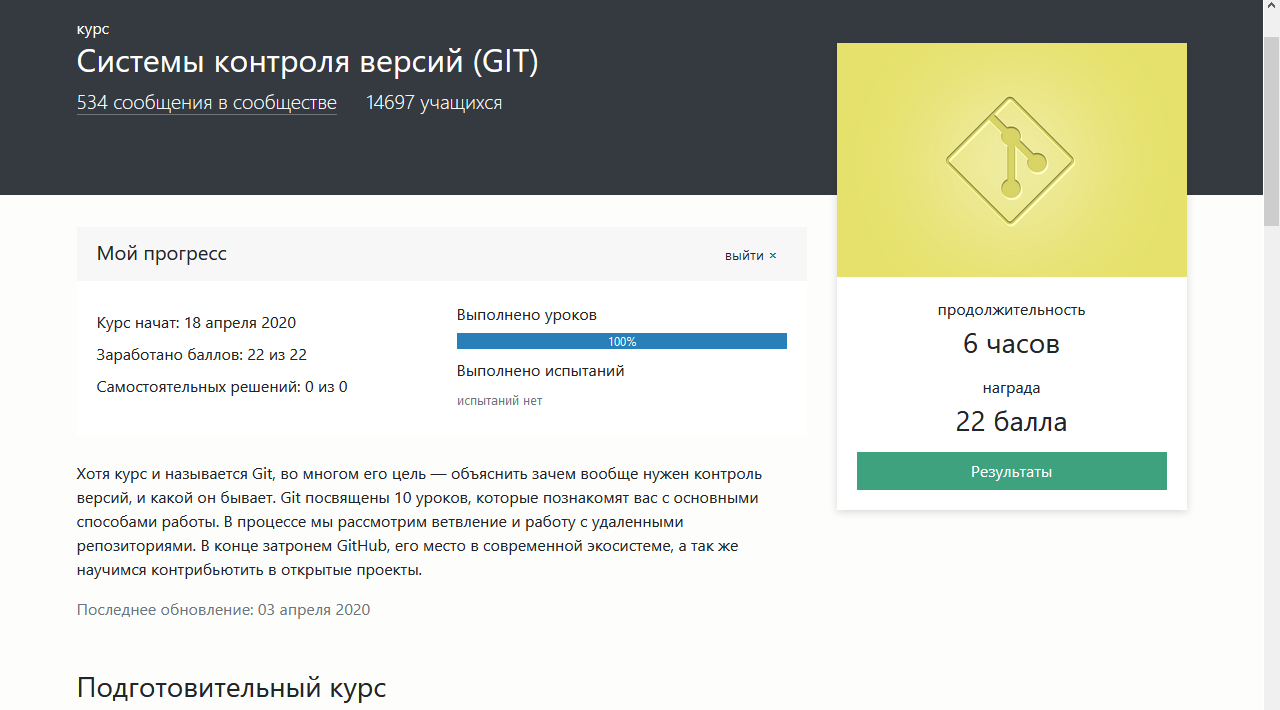 курс
Системы контроля версий (GIT)
534 сообщения в сообществе 14697 учащихся
Мой прогресс
выйти ×
Курс начат: 18 апреля 2020
Заработано баллов: 22 из 22
Самостоятельных решений: 0 из 0
Выполнено уроков
100%
Выполнено испытаний
испытаний нет
продолжительность
6 часов
награда
22 балла
Результаты
Хотя курс и называется Git, во многом его цель — объяснить зачем вообще нужен контроль
версий, и какой он бывает. Git посвящены 10 уроков, которые познакомят вас с основными
способами работы. В процессе мы рассмотрим ветвление и работу с удаленными
репозиториями. В конце затронем GitHub, его место в современной экосистеме, а так же
научимся контрибьютить в открытые проекты.
Последнее обновление: 03 апреля 2020
Подготовительный курс